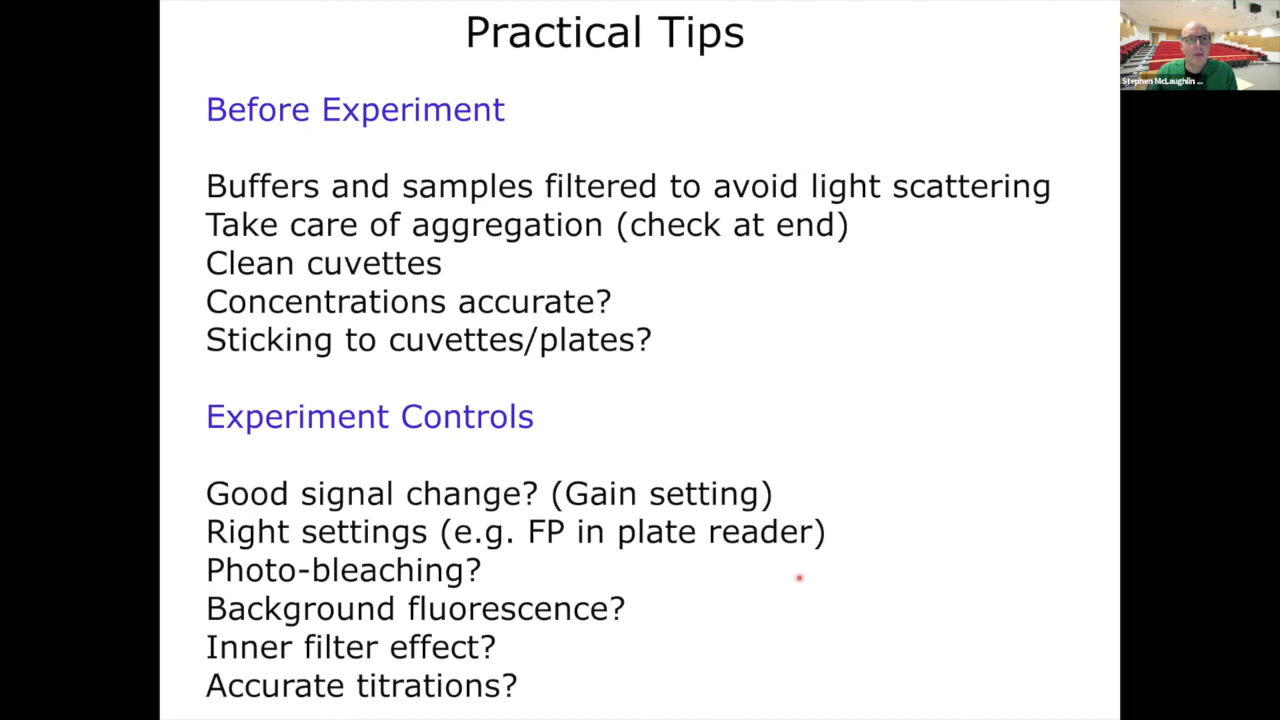 Practical Tips
Stephen McLaughlin ...
Before Experiment
Buffers and samples filtered to avoid light scattering
Take care of aggregation (check at end)
Clean cuvettes
Concentrations accurate?
Sticking to cuvettes/plates?
Experiment Controls
Good signal change? (Gain setting)
Right settings (e.g. FP in plate reader)
Photo-bleaching?
Background fluorescence?
Inner filter effect?
Accurate titrations?